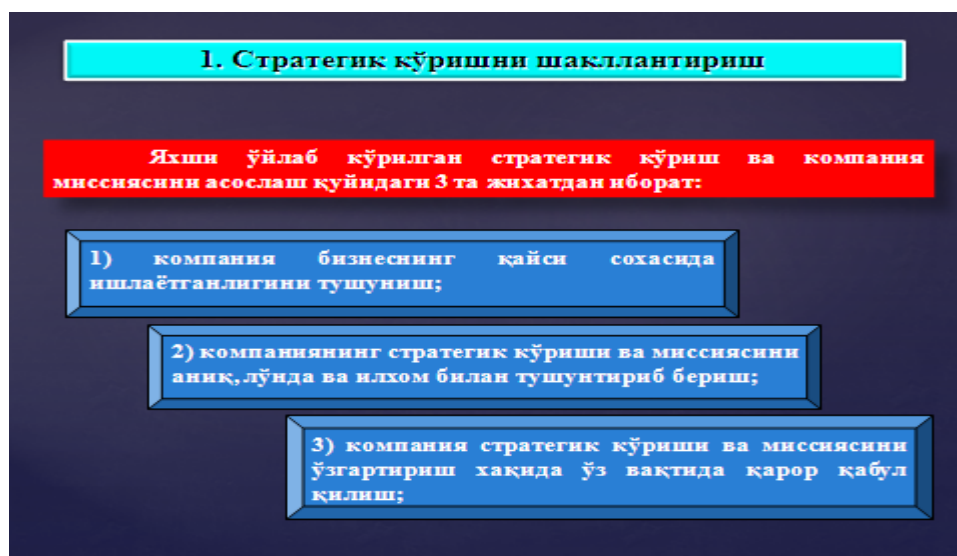 1. Стратегик кўришни шакллантириш
Яхши ўйлаб кўрилган стратегик кўриш ва компания
миссиясини асослаш қуйидаги 3 та жихатдан иборат:
1) компания бизнеснинг қайси сохасида
ишлаётганлигини тушуниш;
2) компаниянинг стратегик кўриши ва миссиясини
аниқ, лўнда ва илхом билан тушунтириб бериш;
3) компания стратегик кўриши ва миссиясини
ўзгартириш хақида ўз вақтида қарор қабул
қилиш;